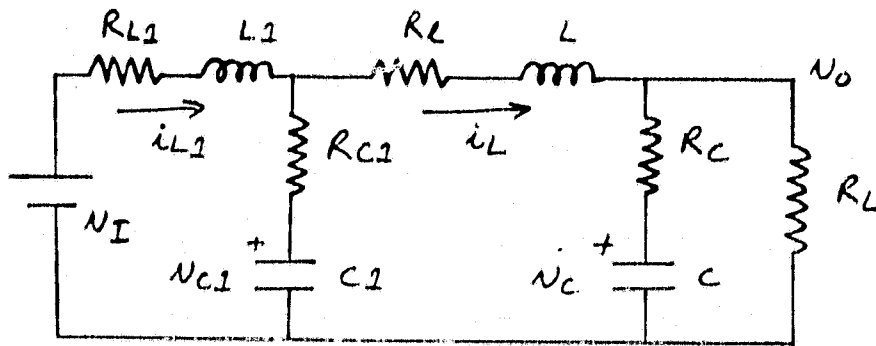 RL1 L1 Rl L vo
iL1 RC1 iL RC RL
vI
+ +
vC1 C1 vC C